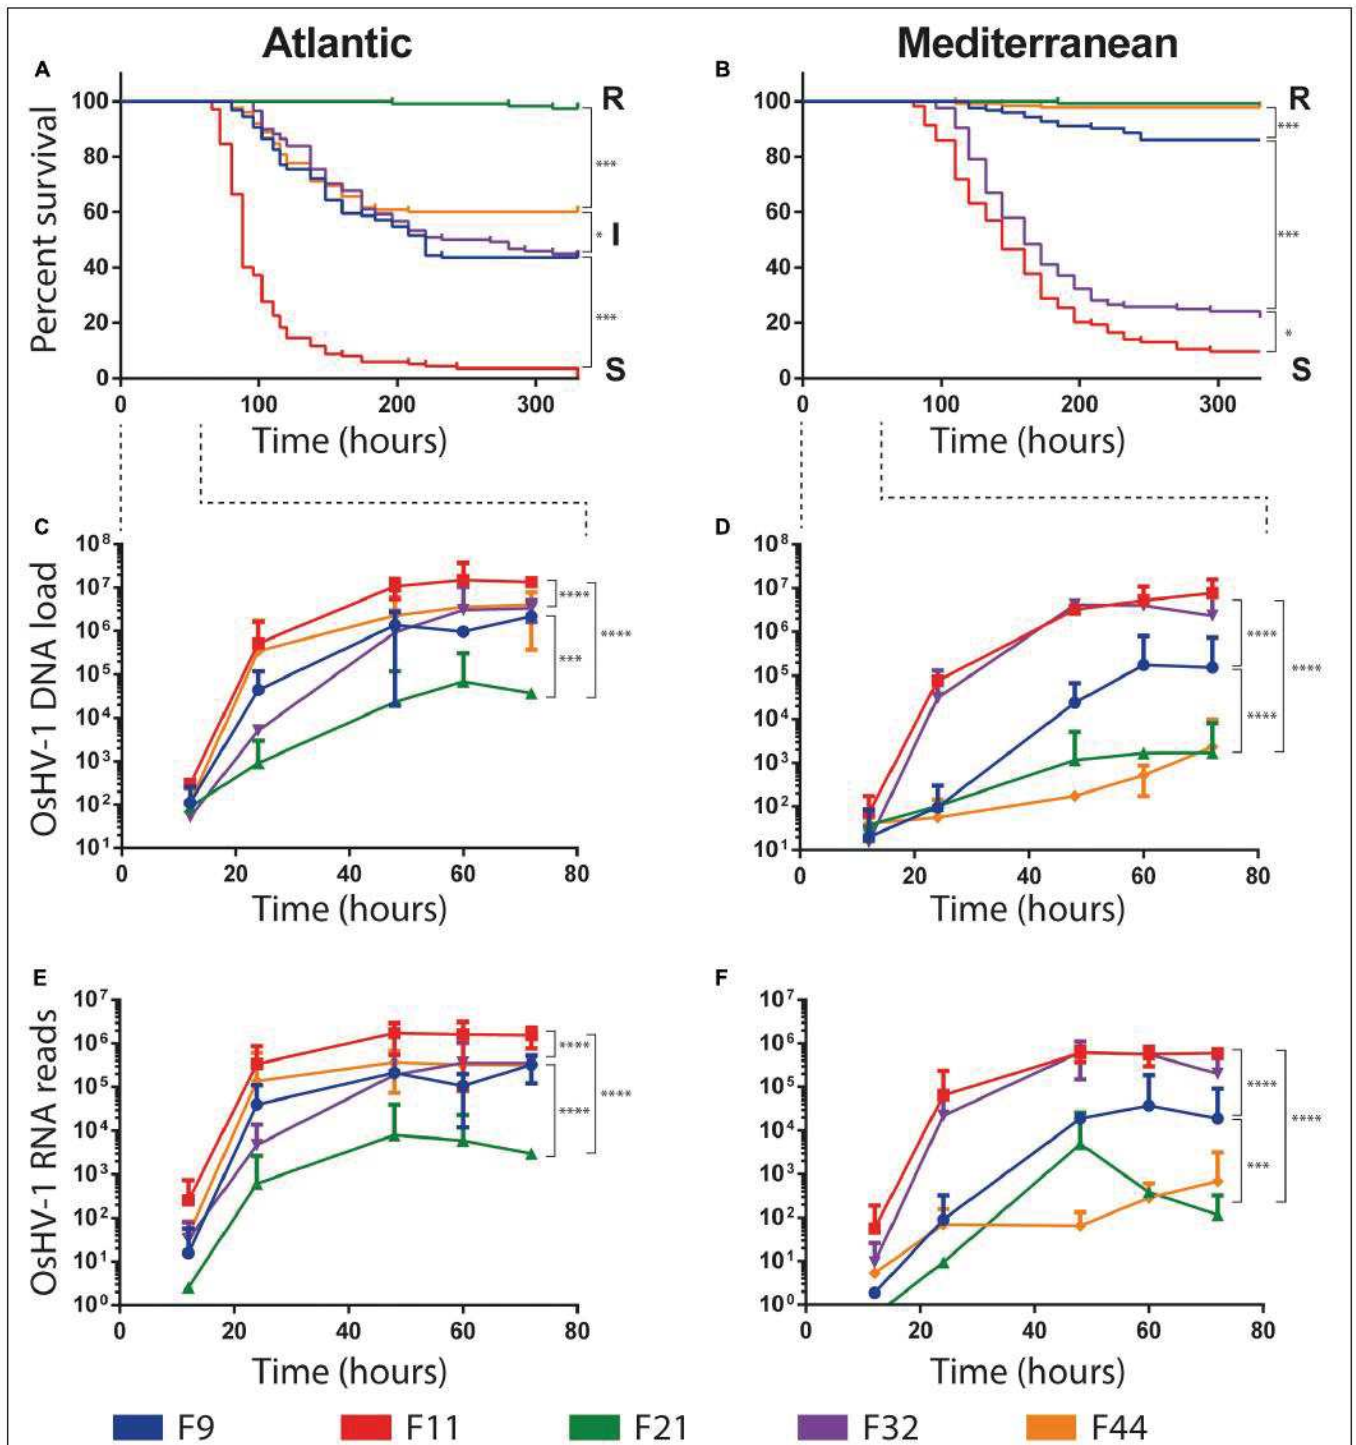 Atlantic
Mediterranean
A
Percent survival
100
80
60
40
20
0
0 100 200 300
Time (hours)
R
I
S
***
*
***
B
100
80
60
40
20
0
0 100 200 300
Time (hours)
R
S
***
***
*
C
OsHV-1 DNA load
10⁸
10⁷
10⁶
10⁵
10⁴
10³
10²
10¹
0 20 40 60 80
Time (hours)
****
***
****
D
10⁸
10⁷
10⁶
10⁵
10⁴
10³
10²
10¹
0 20 40 60 80
Time (hours)
****
****
****
E
OsHV-1 RNA reads
10⁷
10⁶
10⁵
10⁴
10³
10²
10¹
10⁰
0 20 40 60 80
Time (hours)
****
****
****
F
10⁷
10⁶
10⁵
10⁴
10³
10²
10¹
10⁰
0 20 40 60 80
Time (hours)
****
***
****
F9 F11 F21 F32 F44